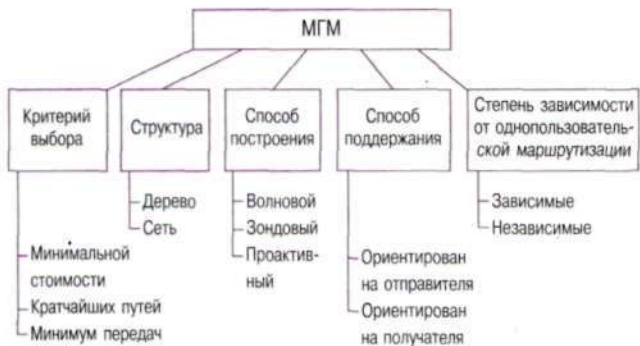 МГМ
Критерий
выбора
Структура
Способ
построения
Способ
поддержания
Степень зависимости
от однопользователь-
ской маршрутизации
Минимальной
стоимости
Кратчайших путей
Минимум передач
Дерево
Сеть
Волновой
Зондовый
Проактив-
ный
Ориентирован
на отправителя
Ориентирован
на получателя
Зависимые
Независимые